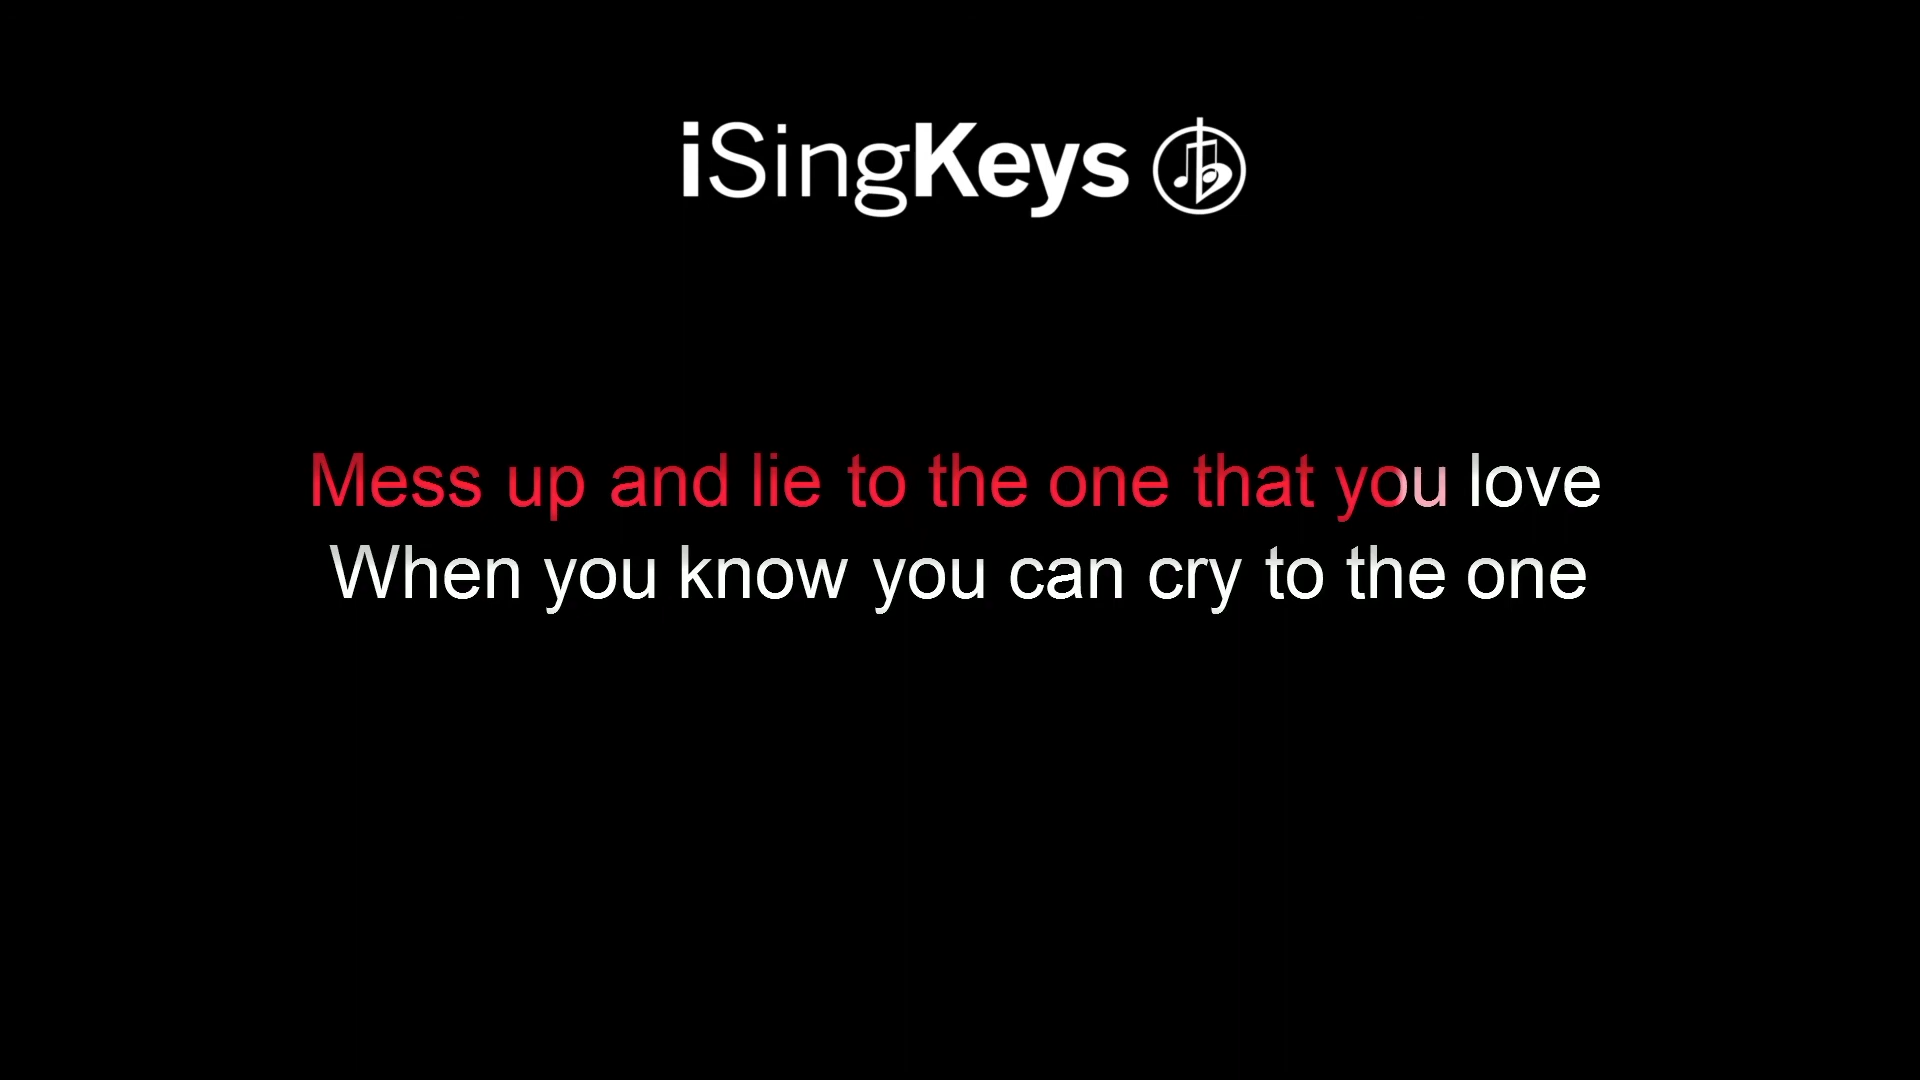 iSingKeys
Mess up and lie to the one that you love
When you know you can cry to the one